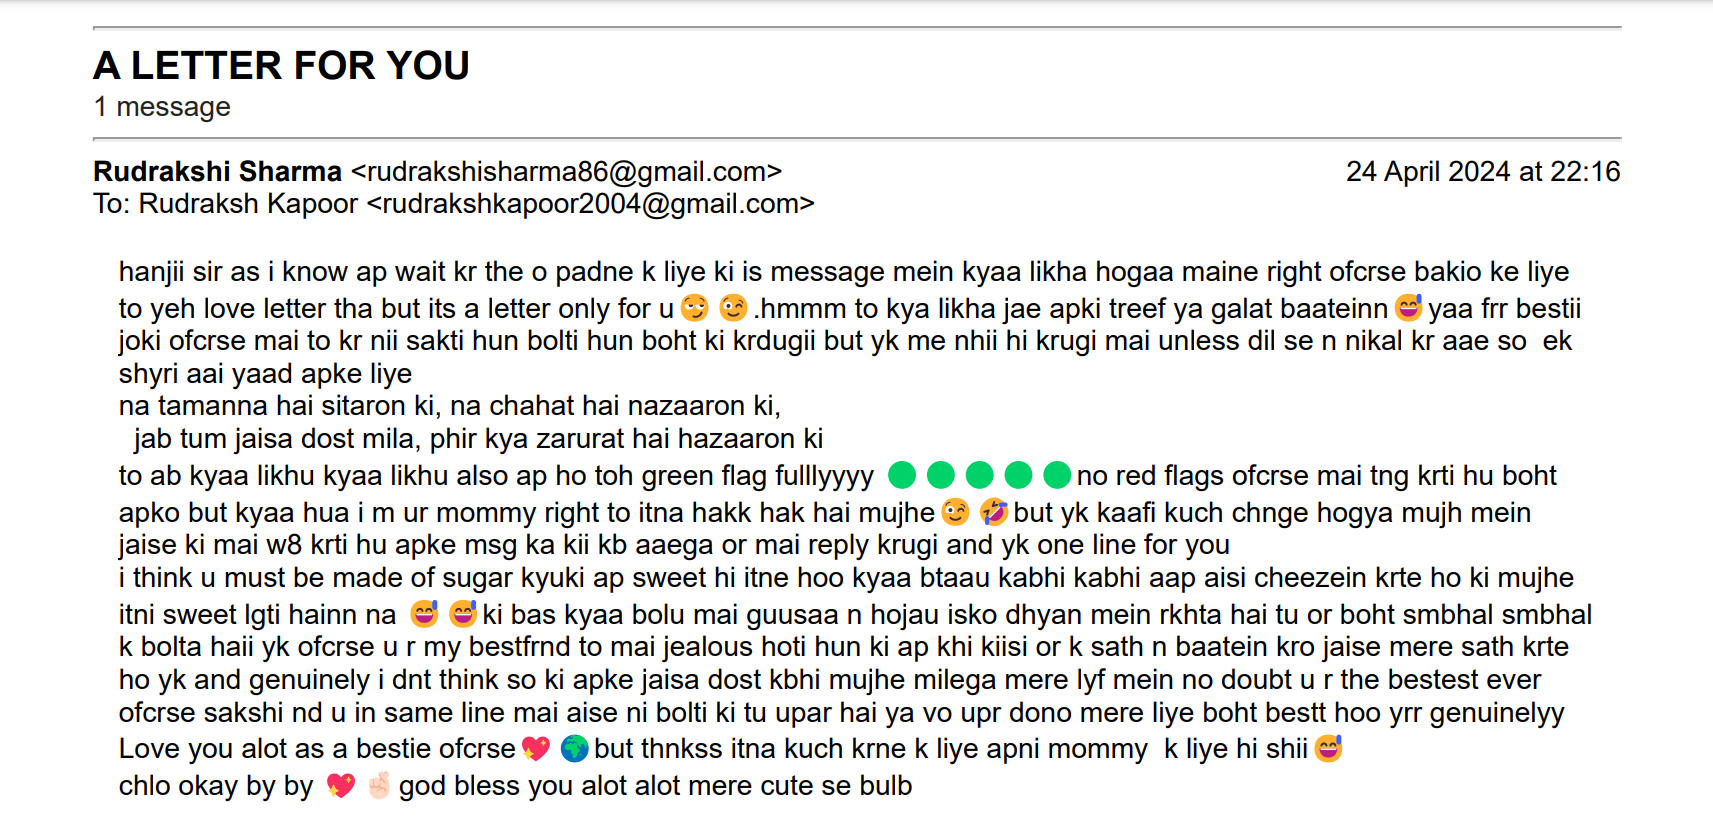 A LETTER FOR YOU
1 message
Rudrakshi Sharma <rudrakshisharma86@gmail.com> 24 April 2024 at 22:16
To: Rudraksh Kapoor <rudrakshkapoor2004@gmail.com>
hanjii sir as i know ap wait kr the o padne k liye ki is message mein kyaa likha hogaa maine right ofcrse bakio ke liye
to yeh love letter tha but its a letter only for u😏 😉.hmmm to kya likha jae apki treef ya galat baateinn😅yaa frr bestii
joki ofcrse mai to kr nii sakti hun bolti hun boht ki krdugii but yk me nhii hi krugi mai unless dil se n nikal kr aae so ek
shyri aai yaad apke liye
na tamanna hai sitaron ki, na chahat hai nazaaron ki,
jab tum jaisa dost mila, phir kya zarurat hai hazaaron ki
to ab kyaa likhu kyaa likhu also ap ho toh green flag fulllyyyy 🟢 🟢 🟢 🟢 🟢no red flags ofcrse mai tng krti hu boht
apko but kyaa hua i m ur mommy right to itna hakk hak hai mujhe😉 🤣but yk kaafi kuch chnge hogya mujh mein
jaise ki mai w8 krti hu apke msg ka kii kb aaega or mai reply krugi and yk one line for you
i think u must be made of sugar kyuki ap sweet hi itne hoo kyaa btaau kabhi kabhi aap aisi cheezein krte ho ki mujhe
itni sweet lgti hainn na 😅 😅ki bas kyaa bolu mai guusaa n hojau isko dhyan mein rkhta hai tu or boht smbhal smbhal
k bolta haii yk ofcrse u r my bestfrnd to mai jealous hoti hun ki ap khi kiisi or k sath n baatein kro jaise mere sath krte
ho yk and genuinely i dnt think so ki apke jaisa dost kbhi mujhe milega mere lyf mein no doubt u r the bestest ever
ofcrse sakshi nd u in same line mai aise ni bolti ki tu upar hai ya vo upr dono mere liye boht bestt hoo yrr genuinelyy
Love you alot as a bestie ofcrse💖 🌍but thnkss itna kuch krne k liye apni mommy k liye hi shii😅
chlo okay by by 💖 🤞🏻god bless you alot alot mere cute se bulb